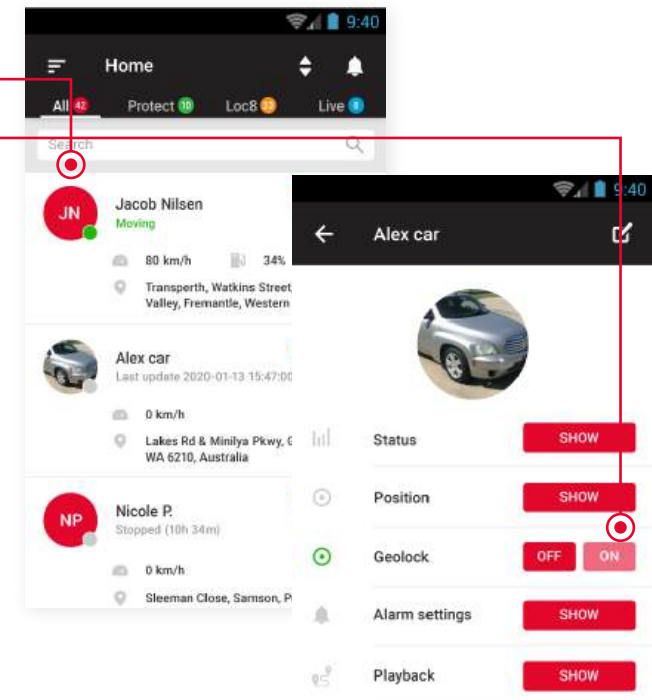 9:40
Home
All 42
Protect 10
Loc8 23
Live
Search
JN
Jacob Nilsen
Moving
80 km/h
34%
Transperth, Watkins Street,
Valley, Fremantle, Western
Alex car
Last update 2020-01-13 15:47:00
0 km/h
Lakes Rd & Minilya Pkwy,
WA 6210, Australia
NP
Nicole P.
Stopped (10h 34m)
0 km/h
Sleeman Close, Samson,
9:40
Alex car
Status
SHOW
Position
SHOW
Geolock
OFF
ON
Alarm settings
SHOW
Playback
SHOW